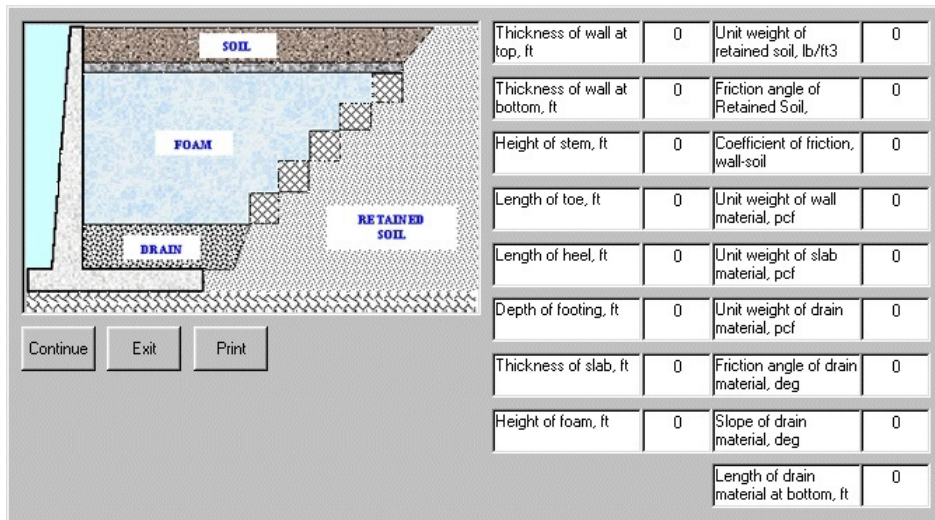 SOIL
FOAM
RETAINED
SOIL
DRAIN
Continue
Exit
Print
Thickness of wall at
top, ft
0
Unit weight of
retained soil, lb/ft3
0
Thickness of wall at
bottom, ft
0
Friction angle of
Retained Soil,
0
Height of stem, ft
0
Coefficient of friction,
wall-soil
0
Length of toe, ft
0
Unit weight of wall
material, pcf
0
Length of heel, ft
0
Unit weight of slab
material, pcf
0
Depth of footing, ft
0
Unit weight of drain
material, pcf
0
Thickness of slab, ft
0
Friction angle of drain
material, deg
0
Height of foam, ft
0
Slope of drain
material, deg
0
Length of drain
material at bottom, ft
0